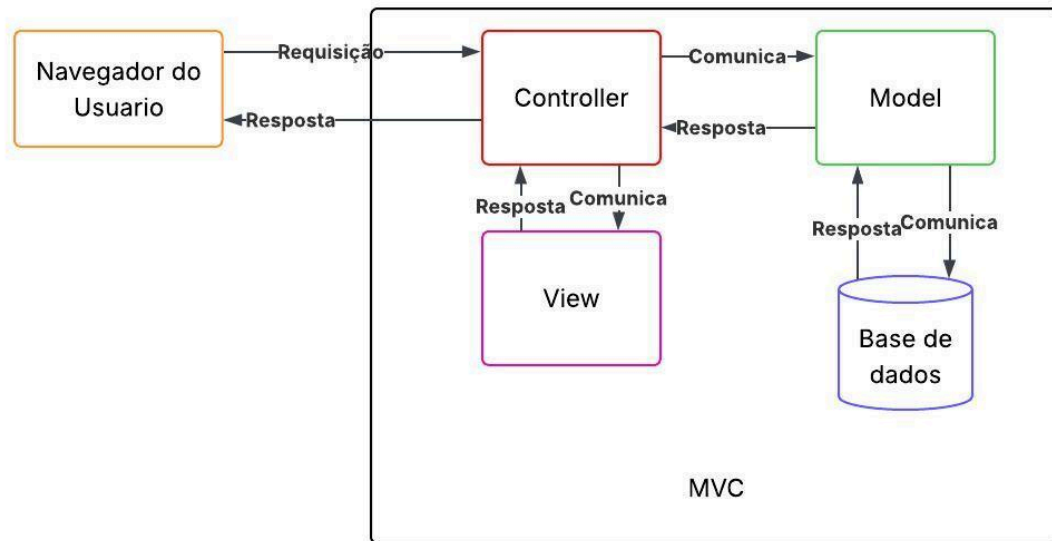 Navegador do
Usuario
Requisição
Resposta
Controller
Comunica
Resposta
Model
Resposta
Comunica
View
Resposta
Comunica
Base de
dados
MVC